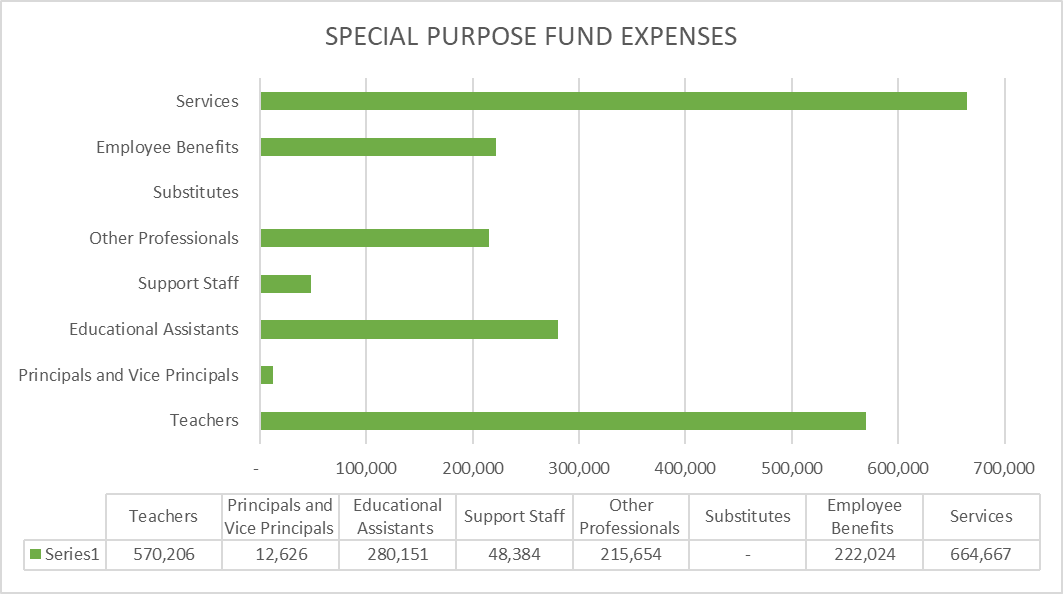 SPECIAL PURPOSE FUND EXPENSES
Services
Employee Benefits
Substitutes
Other Professionals
Support Staff
Educational Assistants
Principals and Vice Principals
Teachers
- 100,000 200,000 300,000 400,000 500,000 600,000 700,000
Teachers Principals and Vice Principals Educational Assistants Support Staff Other Professionals Substitutes Employee Benefits Services
Series1 570,206 12,626 280,151 48,384 215,654 - 222,024 664,667